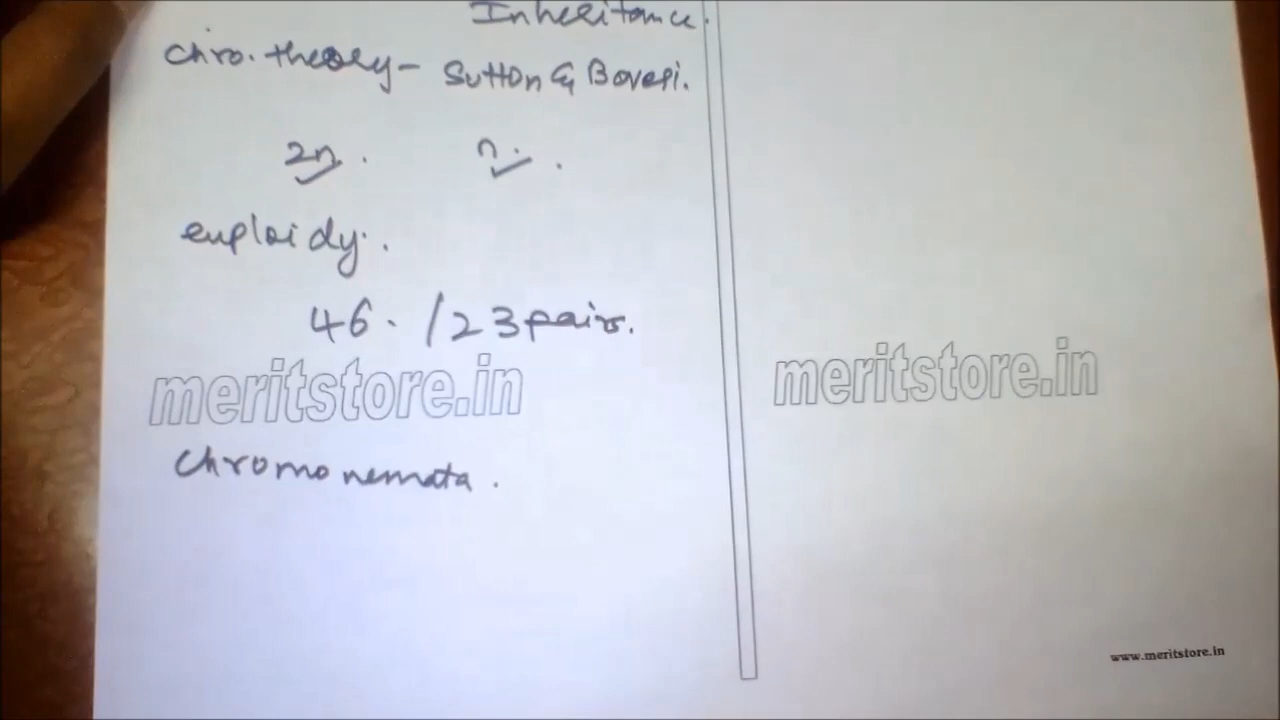 Inheritance.
Chro. theory - Sutton & Boveri.
2n. n.
euploidy.
46. / 23 pairs.
meritstore.in meritstore.in
Chromonemata.
www.meritstore.in